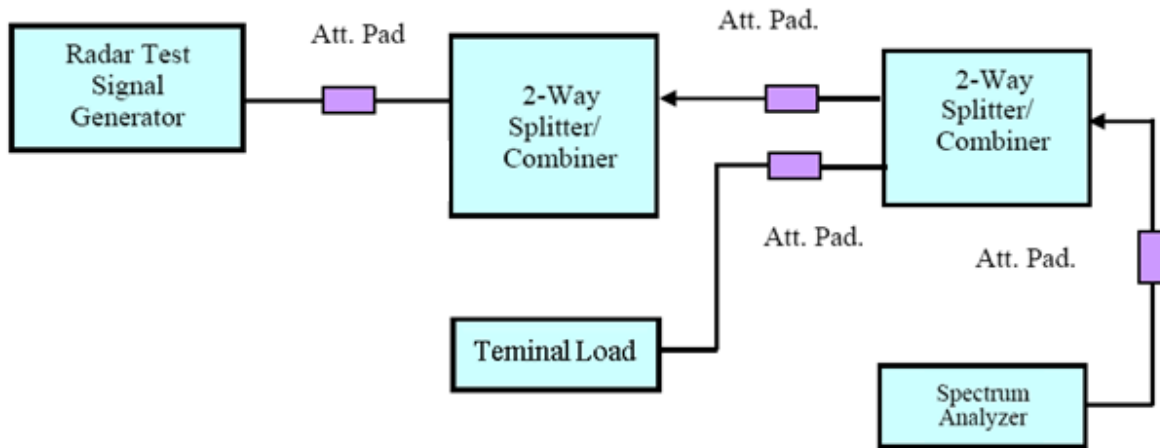 Att. Pad
Att. Pad.
Radar Test
Signal
Generator
2-Way
Splitter/
Combiner
2-Way
Splitter/
Combiner
Att. Pad.
Att. Pad.
Teminal Load
Spectrum
Analyzer